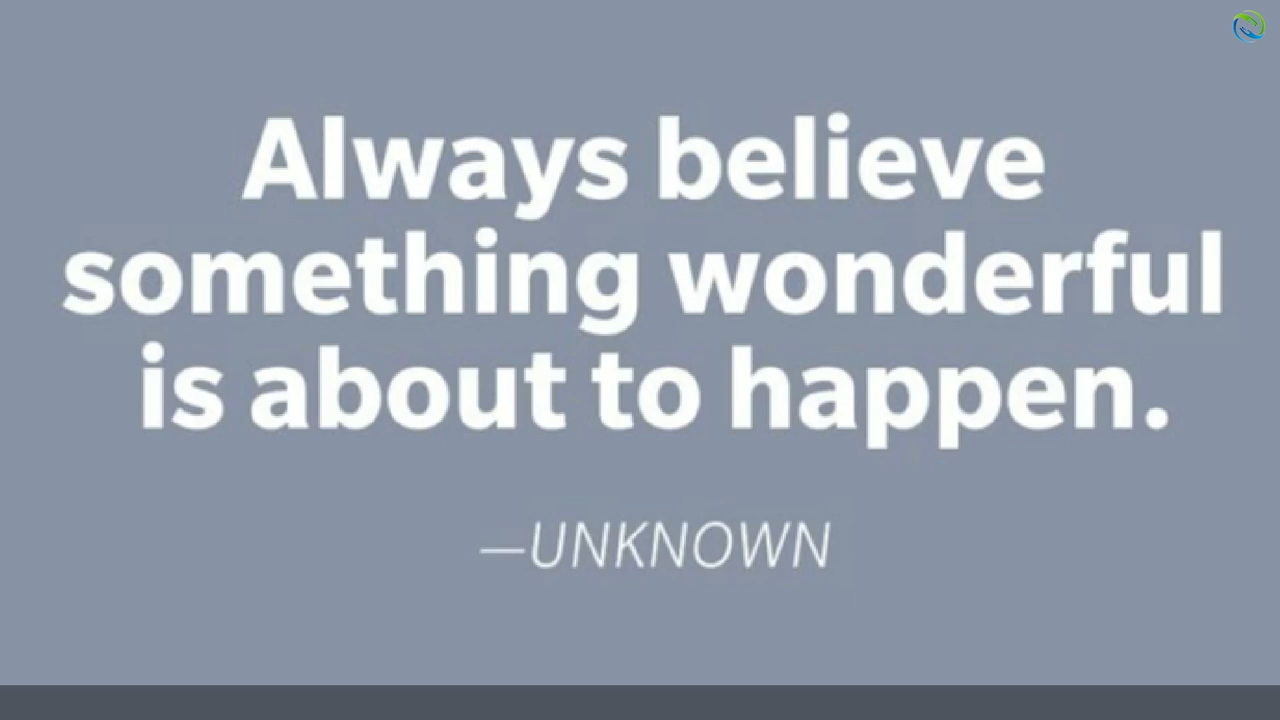 Always believe
something wonderful
is about to happen.
—UNKNOWN